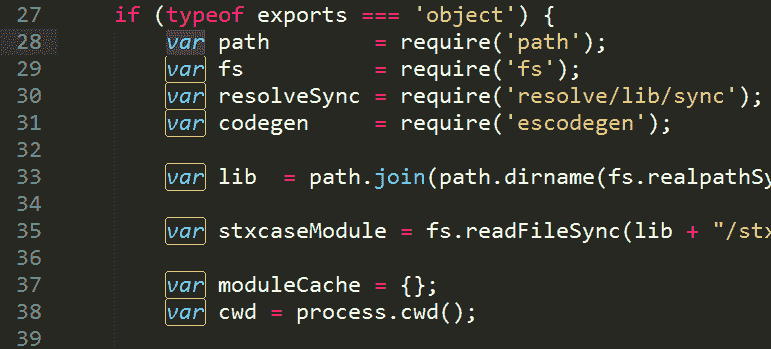 27 if (typeof exports === 'object') {
28 var path = require('path');
29 var fs = require('fs');
30 var resolveSync = require('resolve/lib/sync');
31 var codegen = require('escodegen');
32
33 var lib = path.join(path.dirname(fs.realpathSy
34
35 var stxcaseModule = fs.readFileSync(lib + "/stx
36
37 var moduleCache = {};
38 var cwd = process.cwd();
39